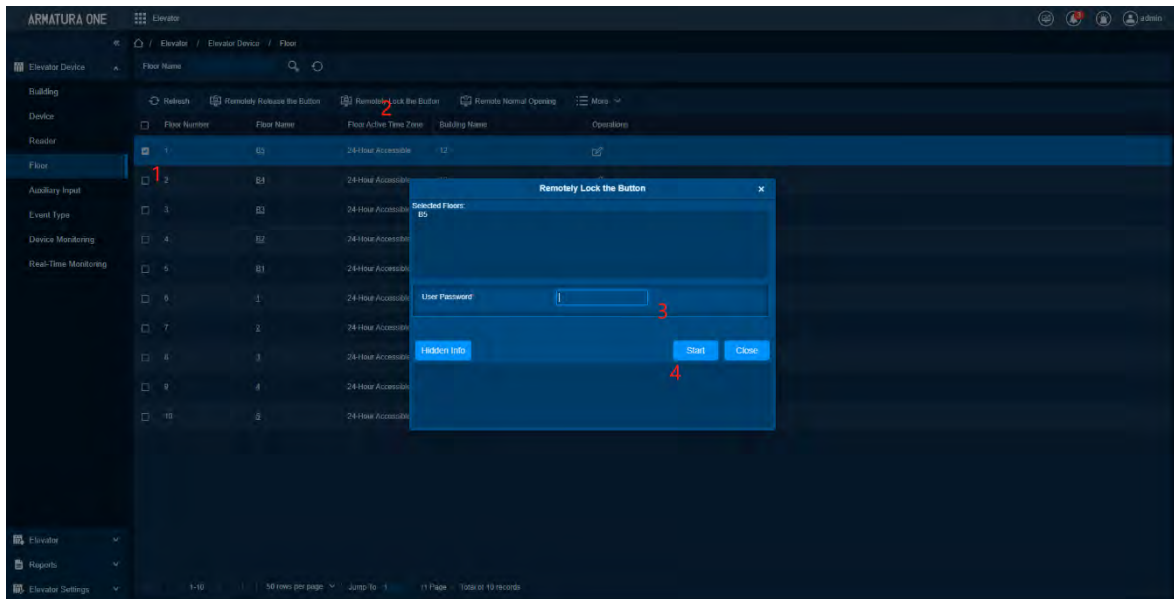 ARMATURA ONE
Elevator
admin
Elevator / Elevator Device / Floor
Elevator Device
Floor Name
Building
Refresh
Remotely Release the Button
Remotely Lock the Button
Remote Normal Opening
More
2
Device
Floor Number
Floor Name
Floor Active Time Zone
Building Name
Operations
Reader
1
24-Hour Accessible
12
Floor
1
2
B4
24-Hour Accessible
Remotely Lock the Button
x
Auxiliary Input
Selected Floors:
B5
3
B3
24-Hour Accessible
Event Type
Device Monitoring
4
B2
24-Hour Accessible
Real-Time Monitoring
5
B1
24-Hour Accessible
6
1
24-Hour Accessible
User Password
3
7
2
24-Hour Accessible
Hidden Info
Start
Close
8
3
24-Hour Accessible
4
9
4
24-Hour Accessible
10
5
24-Hour Accessible
Elevator
Reports
Elevator Settings
1-10
50 rows per page
Jump To 1
/1 Page
Total of 10 records